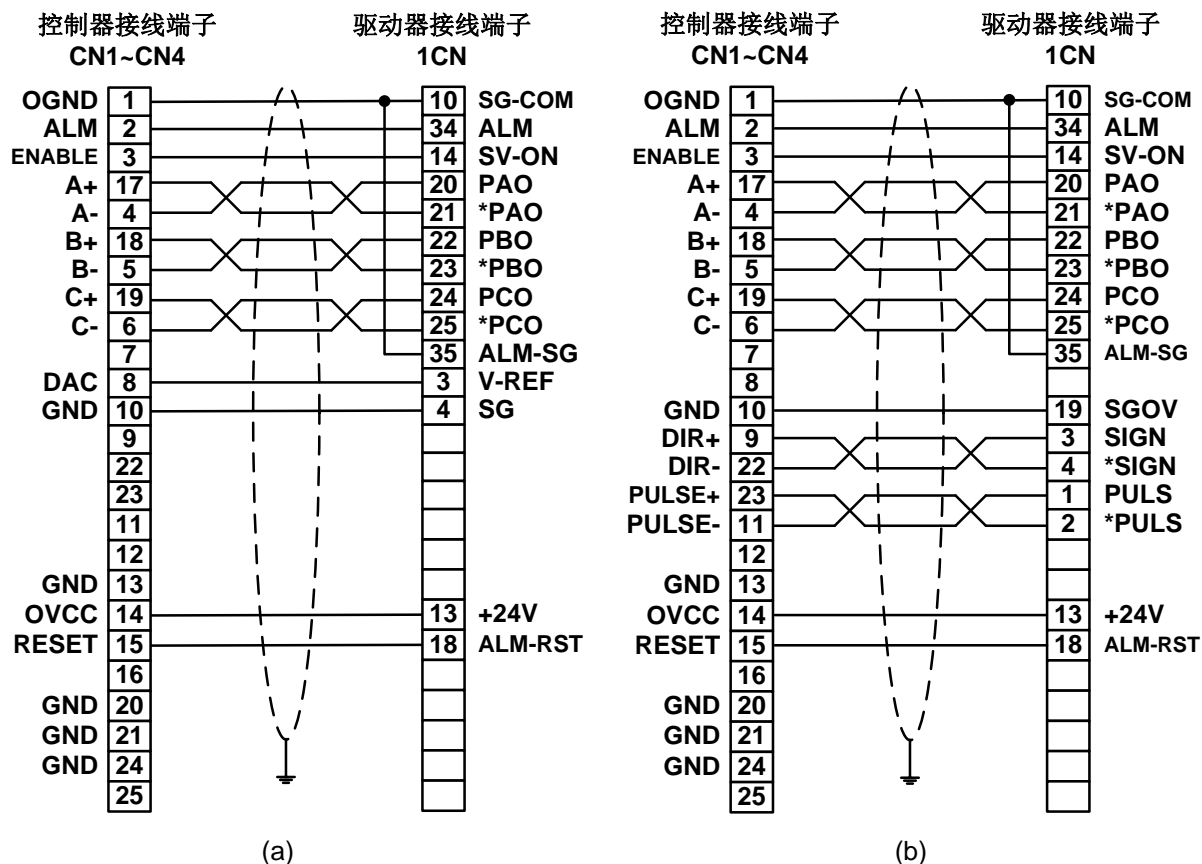 控制器接线端子 驱动器接线端子
CN1~CN4 1CN
OGND 1 10 SG-COM
ALM 2 34 ALM
ENABLE 3 14 SV-ON
A+ 17 20 PAO
A- 4 21 *PAO
B+ 18 22 PBO
B- 5 23 *PBO
C+ 19 24 PCO
C- 6 25 *PCO
7 35 ALM-SG
DAC 8 3 V-REF
GND 10 4 SG
9
22
23
11
12
GND 13
OVCC 14 13 +24V
RESET 15 18 ALM-RST
16
GND 20
GND 21
GND 24
25
(a)
控制器接线端子 驱动器接线端子
CN1~CN4 1CN
OGND 1 10 SG-COM
ALM 2 34 ALM
ENABLE 3 14 SV-ON
A+ 17 20 PAO
A- 4 21 *PAO
B+ 18 22 PBO
B- 5 23 *PBO
C+ 19 24 PCO
C- 6 25 *PCO
7 35 ALM-SG
8
GND 10 19 SGOV
DIR+ 9 3 SIGN
DIR- 22 4 *SIGN
PULSE+ 23 1 PULS
PULSE- 11 2 *PULS
12
GND 13
OVCC 14 13 +24V
RESET 15 18 ALM-RST
16
GND 20
GND 21
GND 24
25
(b)